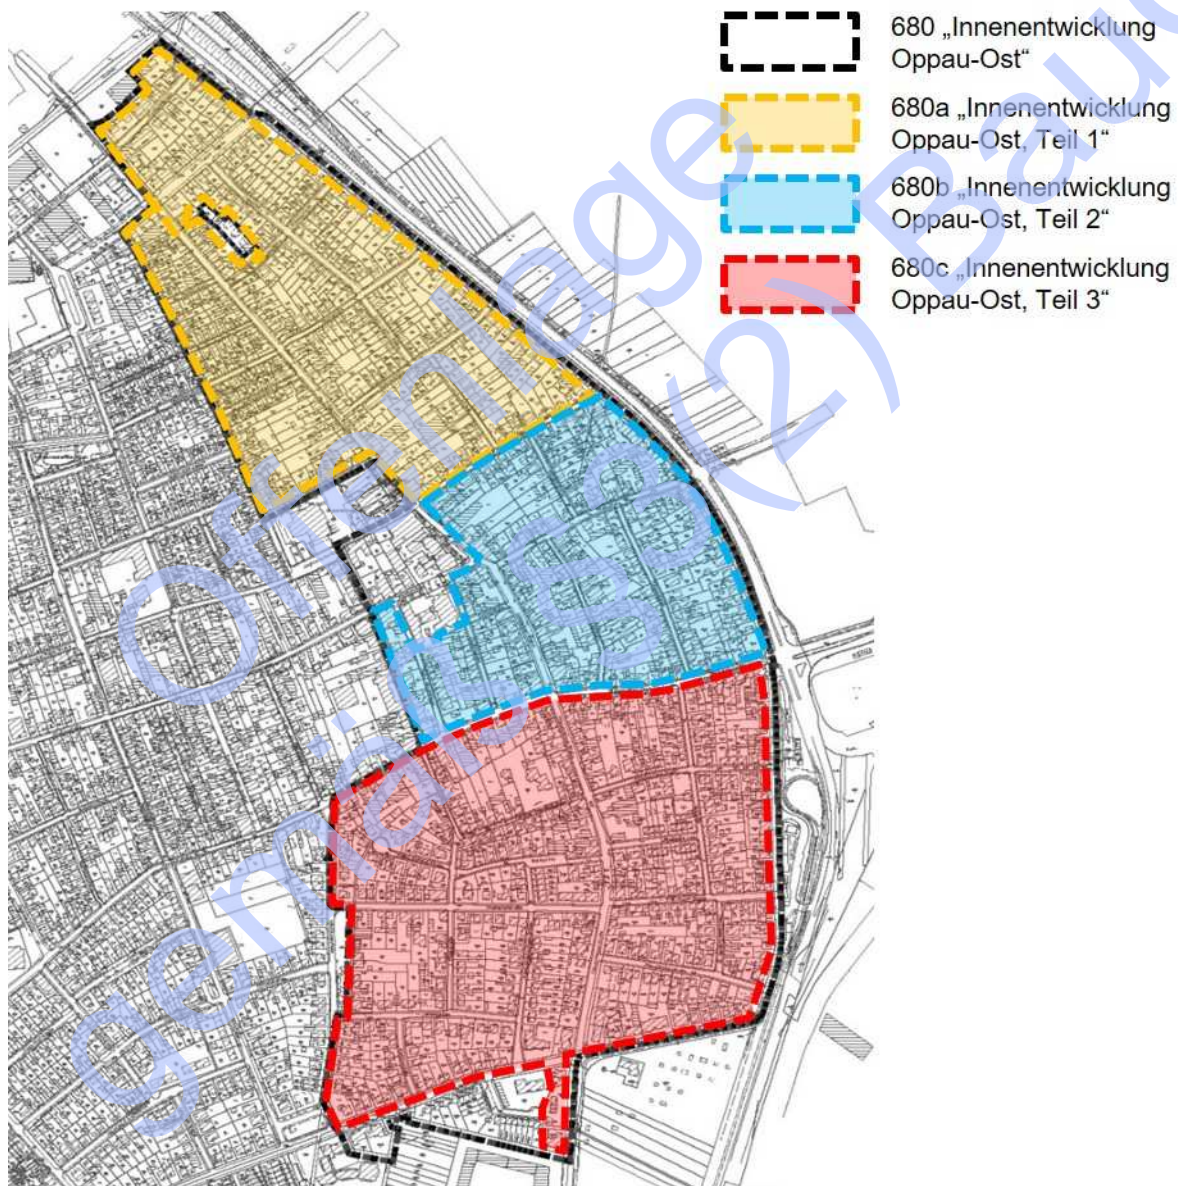 680 „Innenentwicklung
Oppau-Ost“
680a „Innenentwicklung
Oppau-Ost, Teil 1“
680b „Innenentwicklung
Oppau-Ost, Teil 2“
680c „Innenentwicklung
Oppau-Ost, Teil 3“
Offenlage
gemäß §3(2) Bau